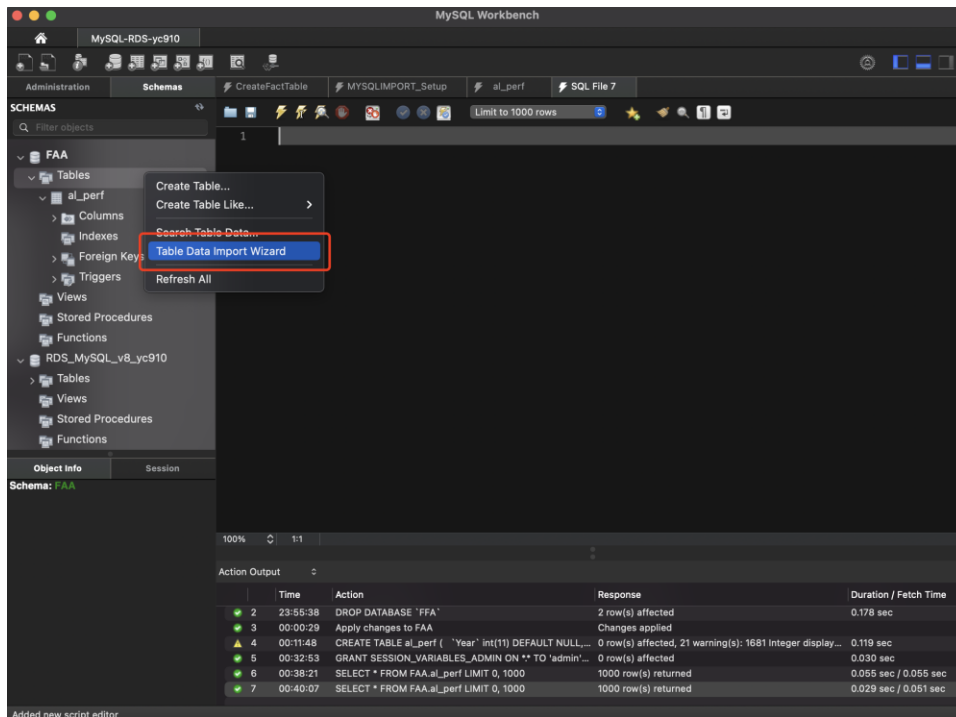 MySQL Workbench
MySQL-RDS-yc910
Administration Schemas CreateFactTable MYSQLIMPORT_Setup al_perf SQL File 7
SCHEMAS
Limit to 1000 rows
Filter objects
1
FAA
Tables
Create Table...
al_perf
Create Table Like...
Columns
Indexes
Search Table Data...
Foreign Keys
Table Data Import Wizard
Triggers
Refresh All
Views
Stored Procedures
Functions
RDS_MySQL_v8_yc910
Tables
Views
Stored Procedures
Functions
Object Info Session
Schema: FAA
100% 1:1
Action Output
Time Action Response Duration / Fetch Time
2 23:55:38 DROP DATABASE `FFA` 2 row(s) affected 0.178 sec
3 00:00:29 Apply changes to FAA Changes applied
4 00:11:48 CREATE TABLE al_perf ( `Year` int(11) DEFAULT NULL,... 0 row(s) affected, 21 warning(s): 1681 Integer display... 0.119 sec
5 00:32:53 GRANT SESSION_VARIABLES_ADMIN ON *.* TO 'admin'... 0 row(s) affected 0.030 sec
6 00:38:21 SELECT * FROM FAA.al_perf LIMIT 0, 1000 1000 row(s) returned 0.055 sec / 0.055 sec
7 00:40:07 SELECT * FROM FAA.al_perf LIMIT 0, 1000 1000 row(s) returned 0.029 sec / 0.051 sec
Added new script editor